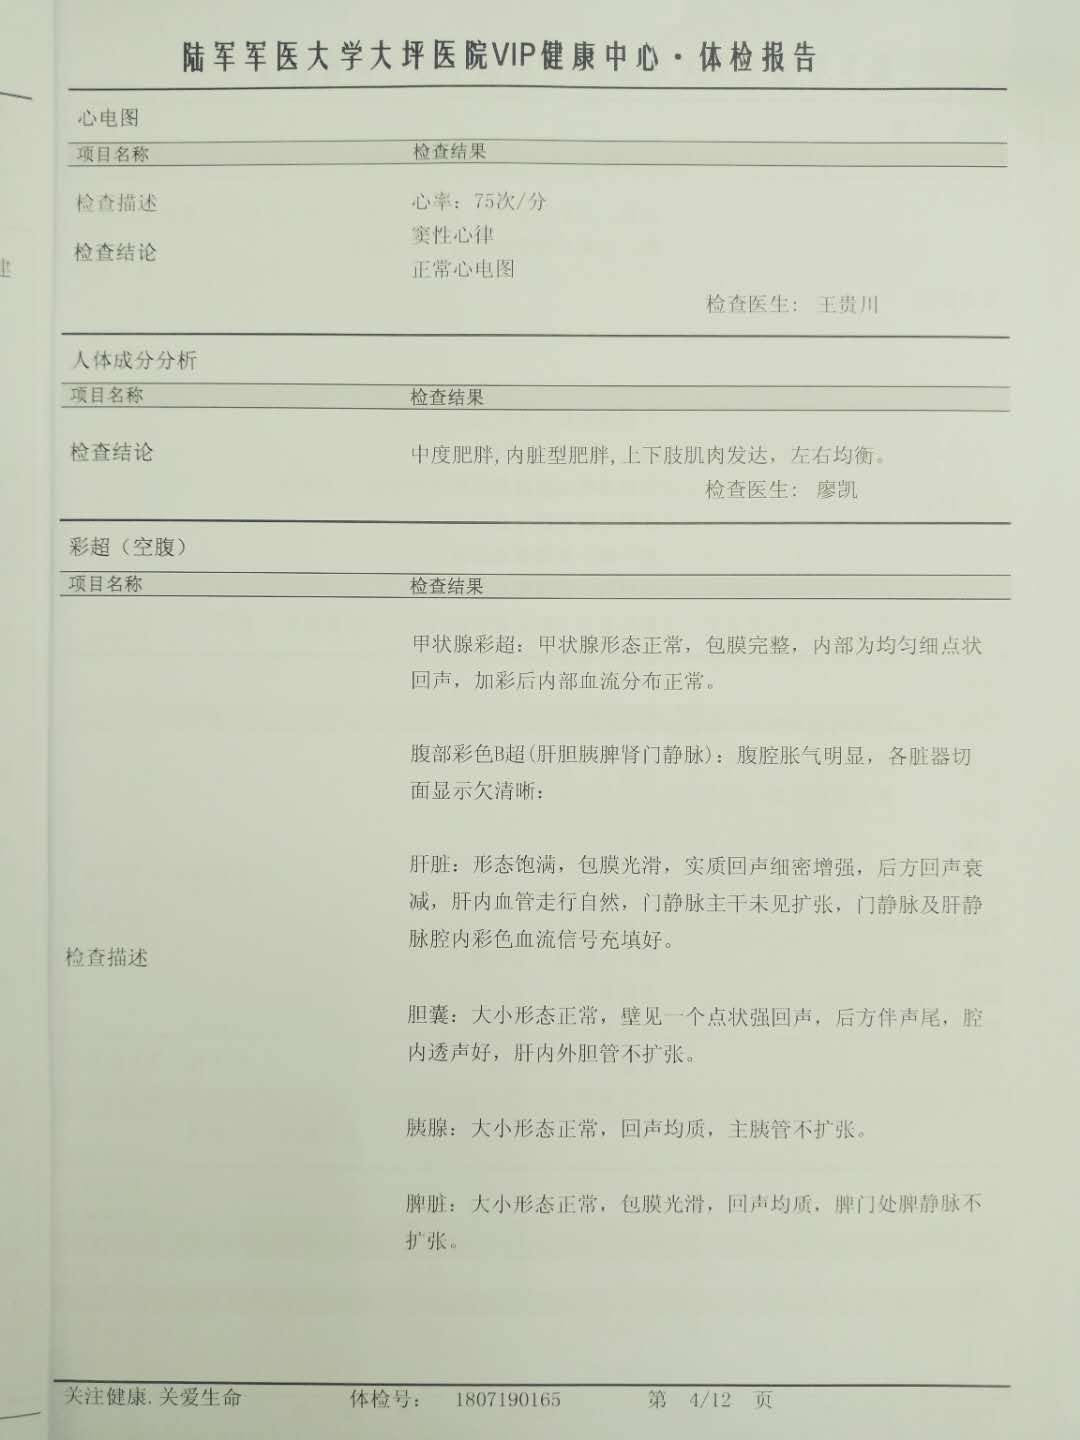 陆军军医大学大坪医院VIP健康中心·体检报告
心电图
项目名称 检查结果
检查描述 心率：75次/分
窦性心律
检查结论
正常心电图
检查医生： 王贵川
人体成分分析
项目名称 检查结果
检查结论 中度肥胖,内脏型肥胖,上下肢肌肉发达，左右均衡。
检查医生： 廖凯
彩超（空腹）
项目名称 检查结果
甲状腺彩超：甲状腺形态正常，包膜完整，内部为均匀细点状
回声，加彩后内部血流分布正常。
腹部彩色B超(肝胆胰脾肾门静脉)：腹腔胀气明显，各脏器切
面显示欠清晰：
肝脏：形态饱满，包膜光滑，实质回声细密增强，后方回声衰
减，肝内血管走行自然，门静脉主干未见扩张，门静脉及肝静
脉腔内彩色血流信号充填好。
检查描述
胆囊：大小形态正常，壁见一个点状强回声，后方伴声尾，腔
内透声好，肝内外胆管不扩张。
胰腺：大小形态正常，回声均质，主胰管不扩张。
脾脏：大小形态正常，包膜光滑，回声均质，脾门处脾静脉不
扩张。
关注健康.关爱生命 体检号： 1807190165 第 4/12 页